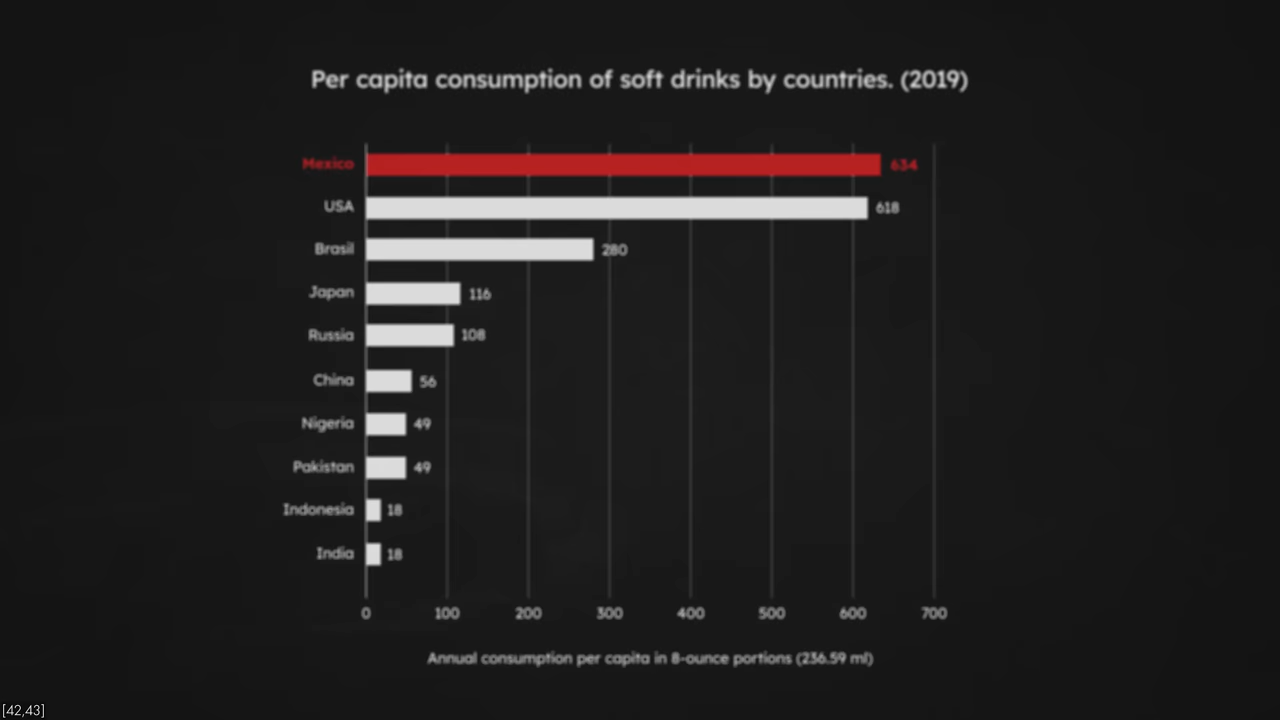 Per capita consumption of soft drinks by countries. (2019)
Mexico 634
USA 618
Brasil 280
Japan 116
Russia 108
China 56
Nigeria 49
Pakistan 49
Indonesia 18
India 18
0 100 200 300 400 500 600 700
Annual consumption per capita in 8-ounce portions (236.59 ml)
[42,43]